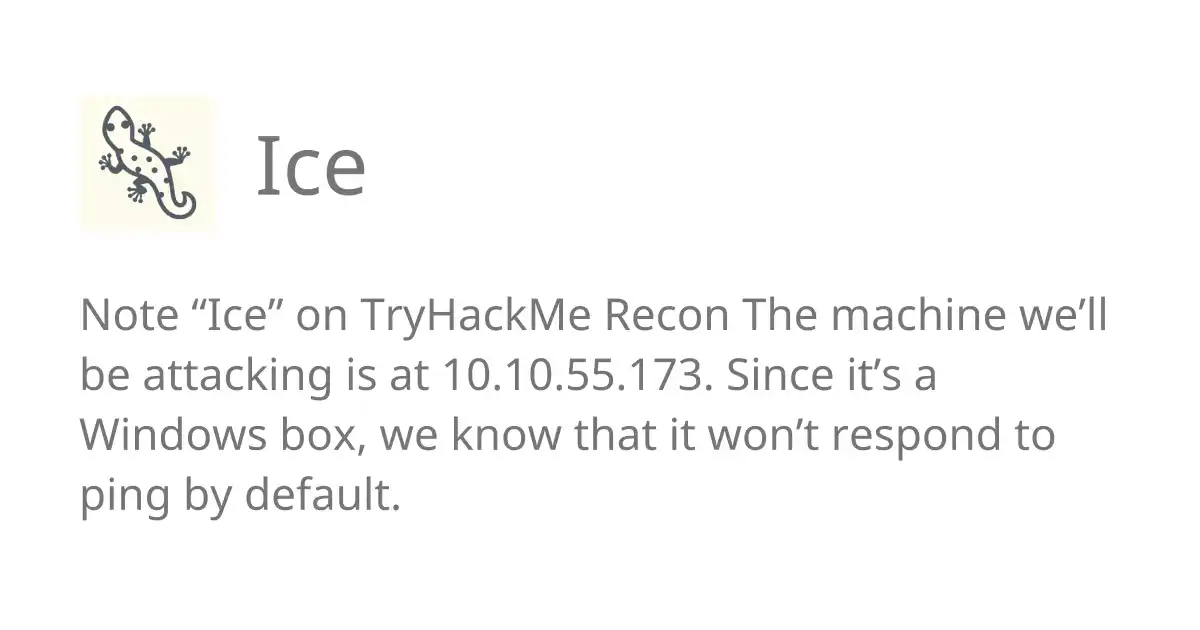 Ice
Note “Ice” on TryHackMe Recon The machine we’ll
be attacking is at 10.10.55.173. Since it’s a
Windows box, we know that it won’t respond to
ping by default.